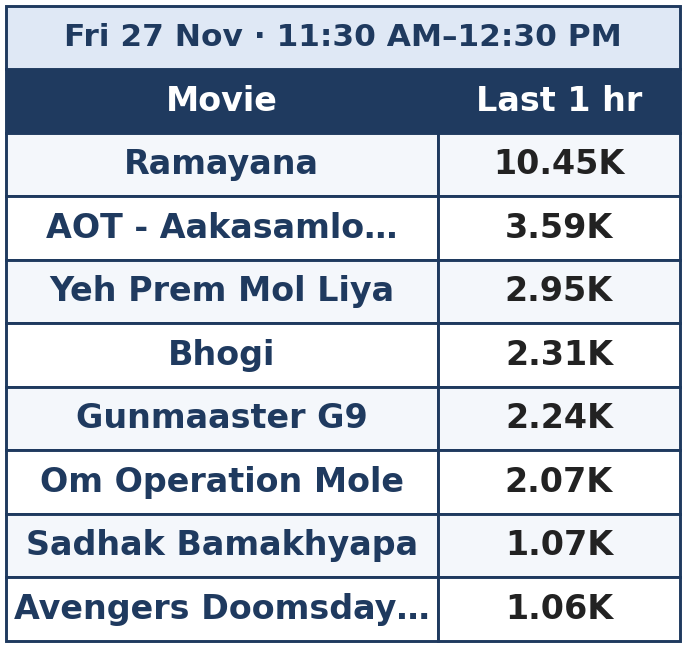 Fri 27 Nov · 11:30 AM–12:30 PM
Movie Last 1 hr
Ramayana 10.45K
AOT - Aakasamlo... 3.59K
Yeh Prem Mol Liya 2.95K
Bhogi 2.31K
Gunmaaster G9 2.24K
Om Operation Mole 2.07K
Sadhak Bamakhyapa 1.07K
Avengers Doomsday... 1.06K